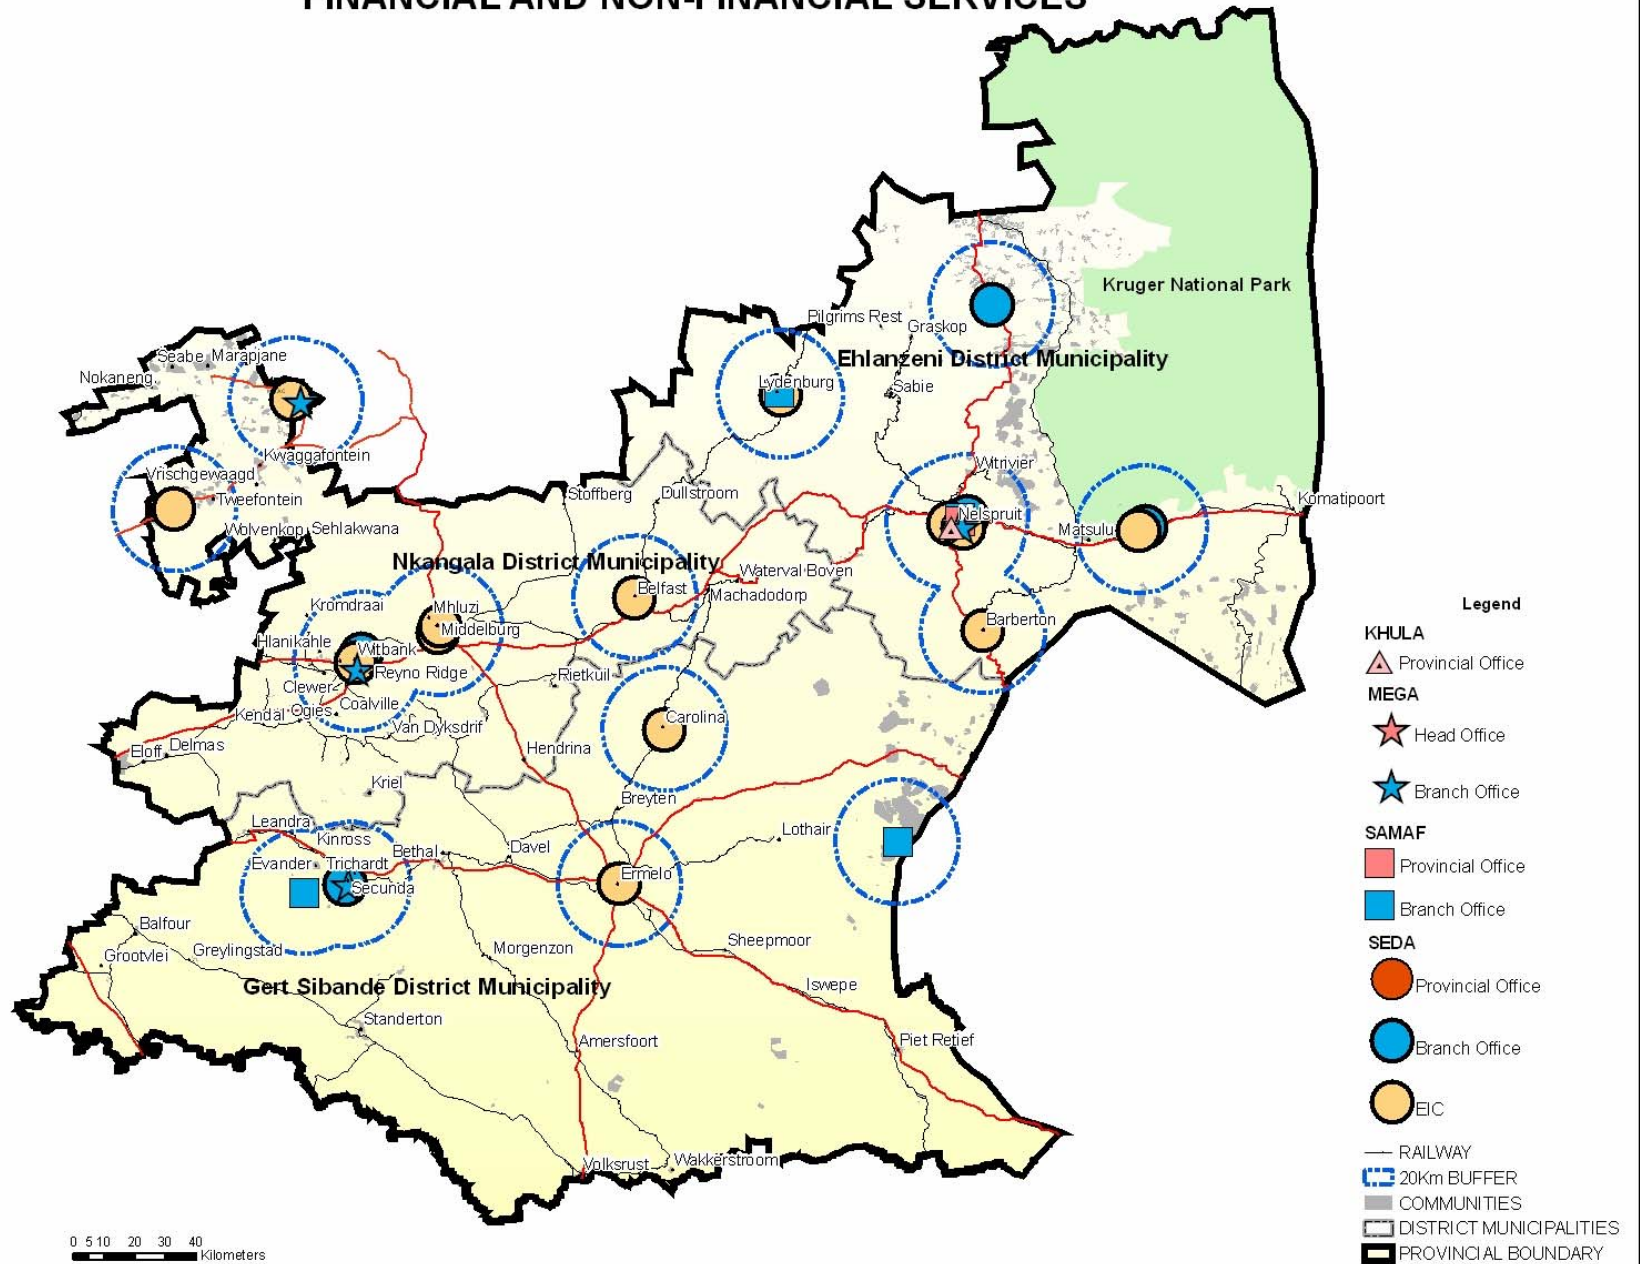 FINANCIAL AND NON-FINANCIAL SERVICES
Kruger National Park
Pilgrims Rest
Graskop
Ehlanzeni District Municipality
Seabe
Marapjane
Nokaneng
Lydenburg
Sabie
Kwaggafontein
Vrischgewaagd
Tweefontein
Witrivier
Stoffberg
Dullstroom
Komatipoort
Nelspruit
Wolvenkop
Sehlakwana
Matsulu
Nkangala District Municipality
Waterval Boven
Belfast
Machadodorp
Kromdraai
Mhluzi
Middelburg
Barberton
Hlanikahle
Witbank
Reyno Ridge
Rietkuil
Clewer
Coalville
Kendal
Ogies
Carolina
Van Dyksdrif
Eloff
Delmas
Hendrina
Kriel
Breyten
Leandra
Lothair
Kinross
Bethal
Davel
Evander
Trichardt
Ermelo
Secunda
Balfour
Sheepmoor
Grootvlei
Greylingstad
Morgenzon
Gert Sibande District Municipality
Iswepe
Standerton
Amersfoort
Piet Retief
Volksrust
Wakkerstroom
0 5 10 20 30 40
Kilometers
Legend
KHULA
Provincial Office
MEGA
Head Office
Branch Office
SAMAF
Provincial Office
Branch Office
SEDA
Provincial Office
Branch Office
EIC
RAILWAY
20Km BUFFER
COMMUNITIES
DISTRICT MUNICIPALITIES
PROVINCIAL BOUNDARY